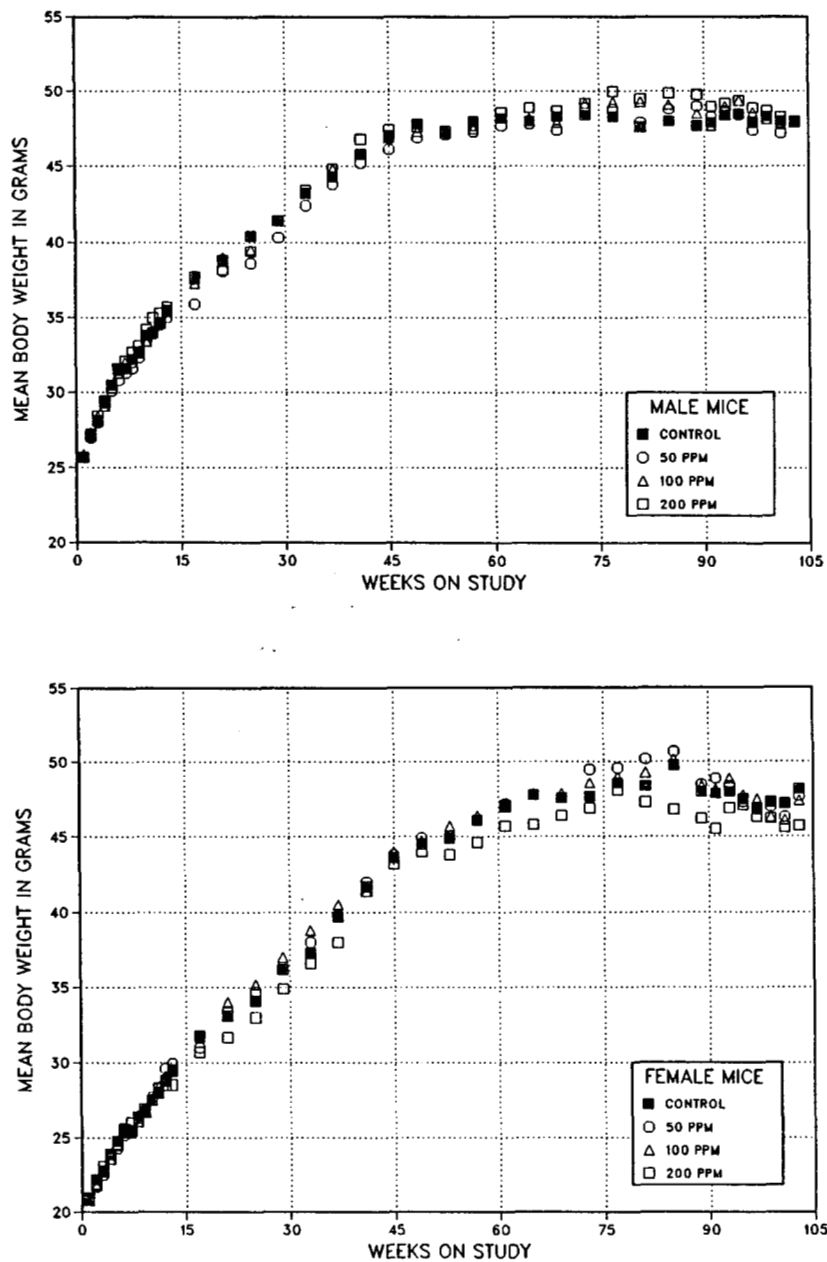 55
50
45
40
35
30
25
20
MEAN BODY WEIGHT IN GRAMS
MALE MICE
CONTROL
50 PPM
100 PPM
200 PPM
0 15 30 45 60 75 90 105
WEEKS ON STUDY
55
50
45
40
35
30
25
20
MEAN BODY WEIGHT IN GRAMS
FEMALE MICE
CONTROL
50 PPM
100 PPM
200 PPM
0 15 30 45 60 75 90 105
WEEKS ON STUDY